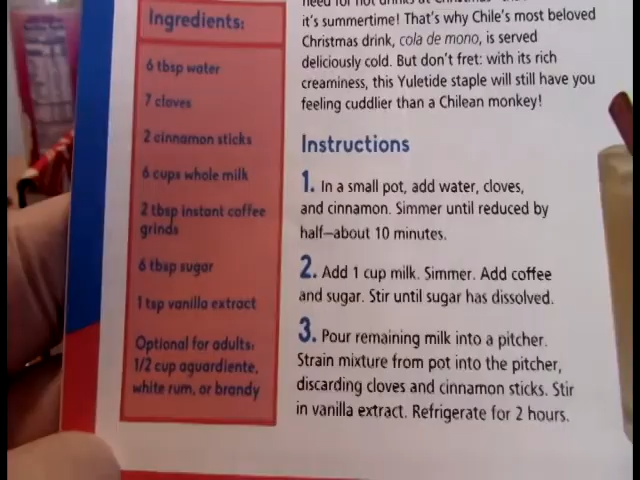 Ingredients:
6 tbsp water
7 cloves
2 cinnamon sticks
6 cups whole milk
2 tbsp instant coffee
grinds
6 tbsp sugar
1 tsp vanilla extract
Optional for adults:
1/2 cup aguardiente,
white rum, or brandy
need for hot drinks at Christmas
it's summertime! That's why Chile's most beloved
Christmas drink, cola de mono, is served
deliciously cold. But don't fret: with its rich
creaminess, this Yuletide staple will still have you
feeling cuddlier than a Chilean monkey!
Instructions
1. In a small pot, add water, cloves,
and cinnamon. Simmer until reduced by
half—about 10 minutes.
2. Add 1 cup milk. Simmer. Add coffee
and sugar. Stir until sugar has dissolved.
3. Pour remaining milk into a pitcher.
Strain mixture from pot into the pitcher,
discarding cloves and cinnamon sticks. Stir
in vanilla extract. Refrigerate for 2 hours.